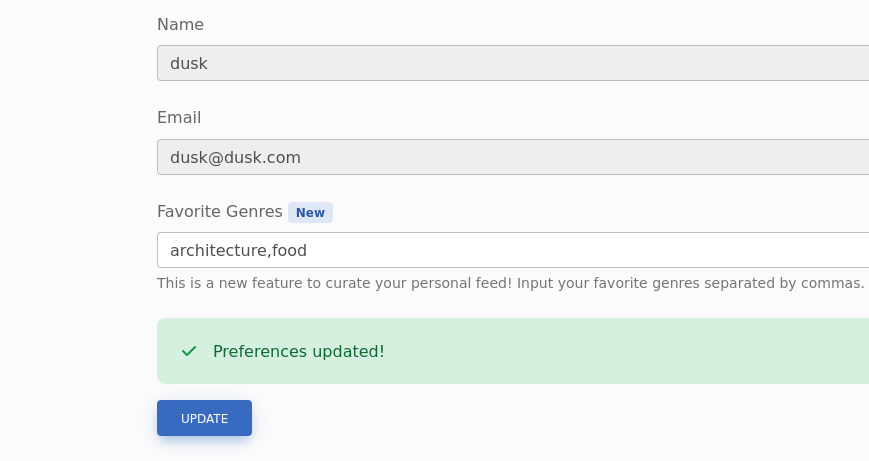 Name
dusk
Email
dusk@dusk.com
Favorite Genres New
architecture,food
This is a new feature to curate your personal feed! Input your favorite genres separated by commas.
Preferences updated!
UPDATE